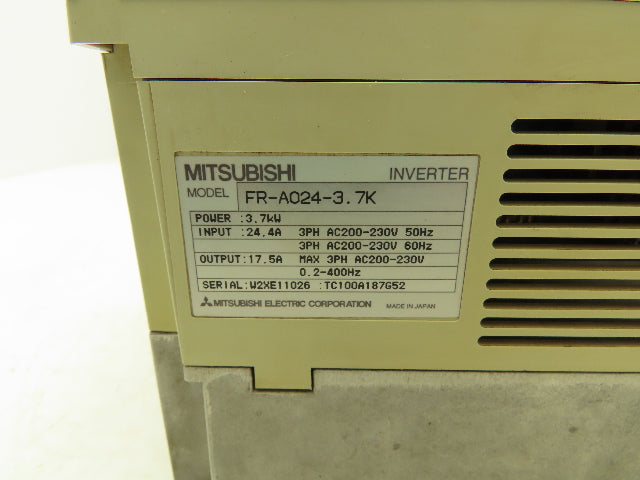 MITSUBISHI INVERTER
MODEL FR-A024-3.7K
POWER :3.7kW
INPUT :24.4A 3PH AC200-230V 50Hz
3PH AC200-230V 60Hz
OUTPUT:17.5A MAX 3PH AC200-230V
0.2-400Hz
SERIAL:W2XE11026 :TC100A187G52
MITSUBISHI ELECTRIC CORPORATION MADE IN JAPAN